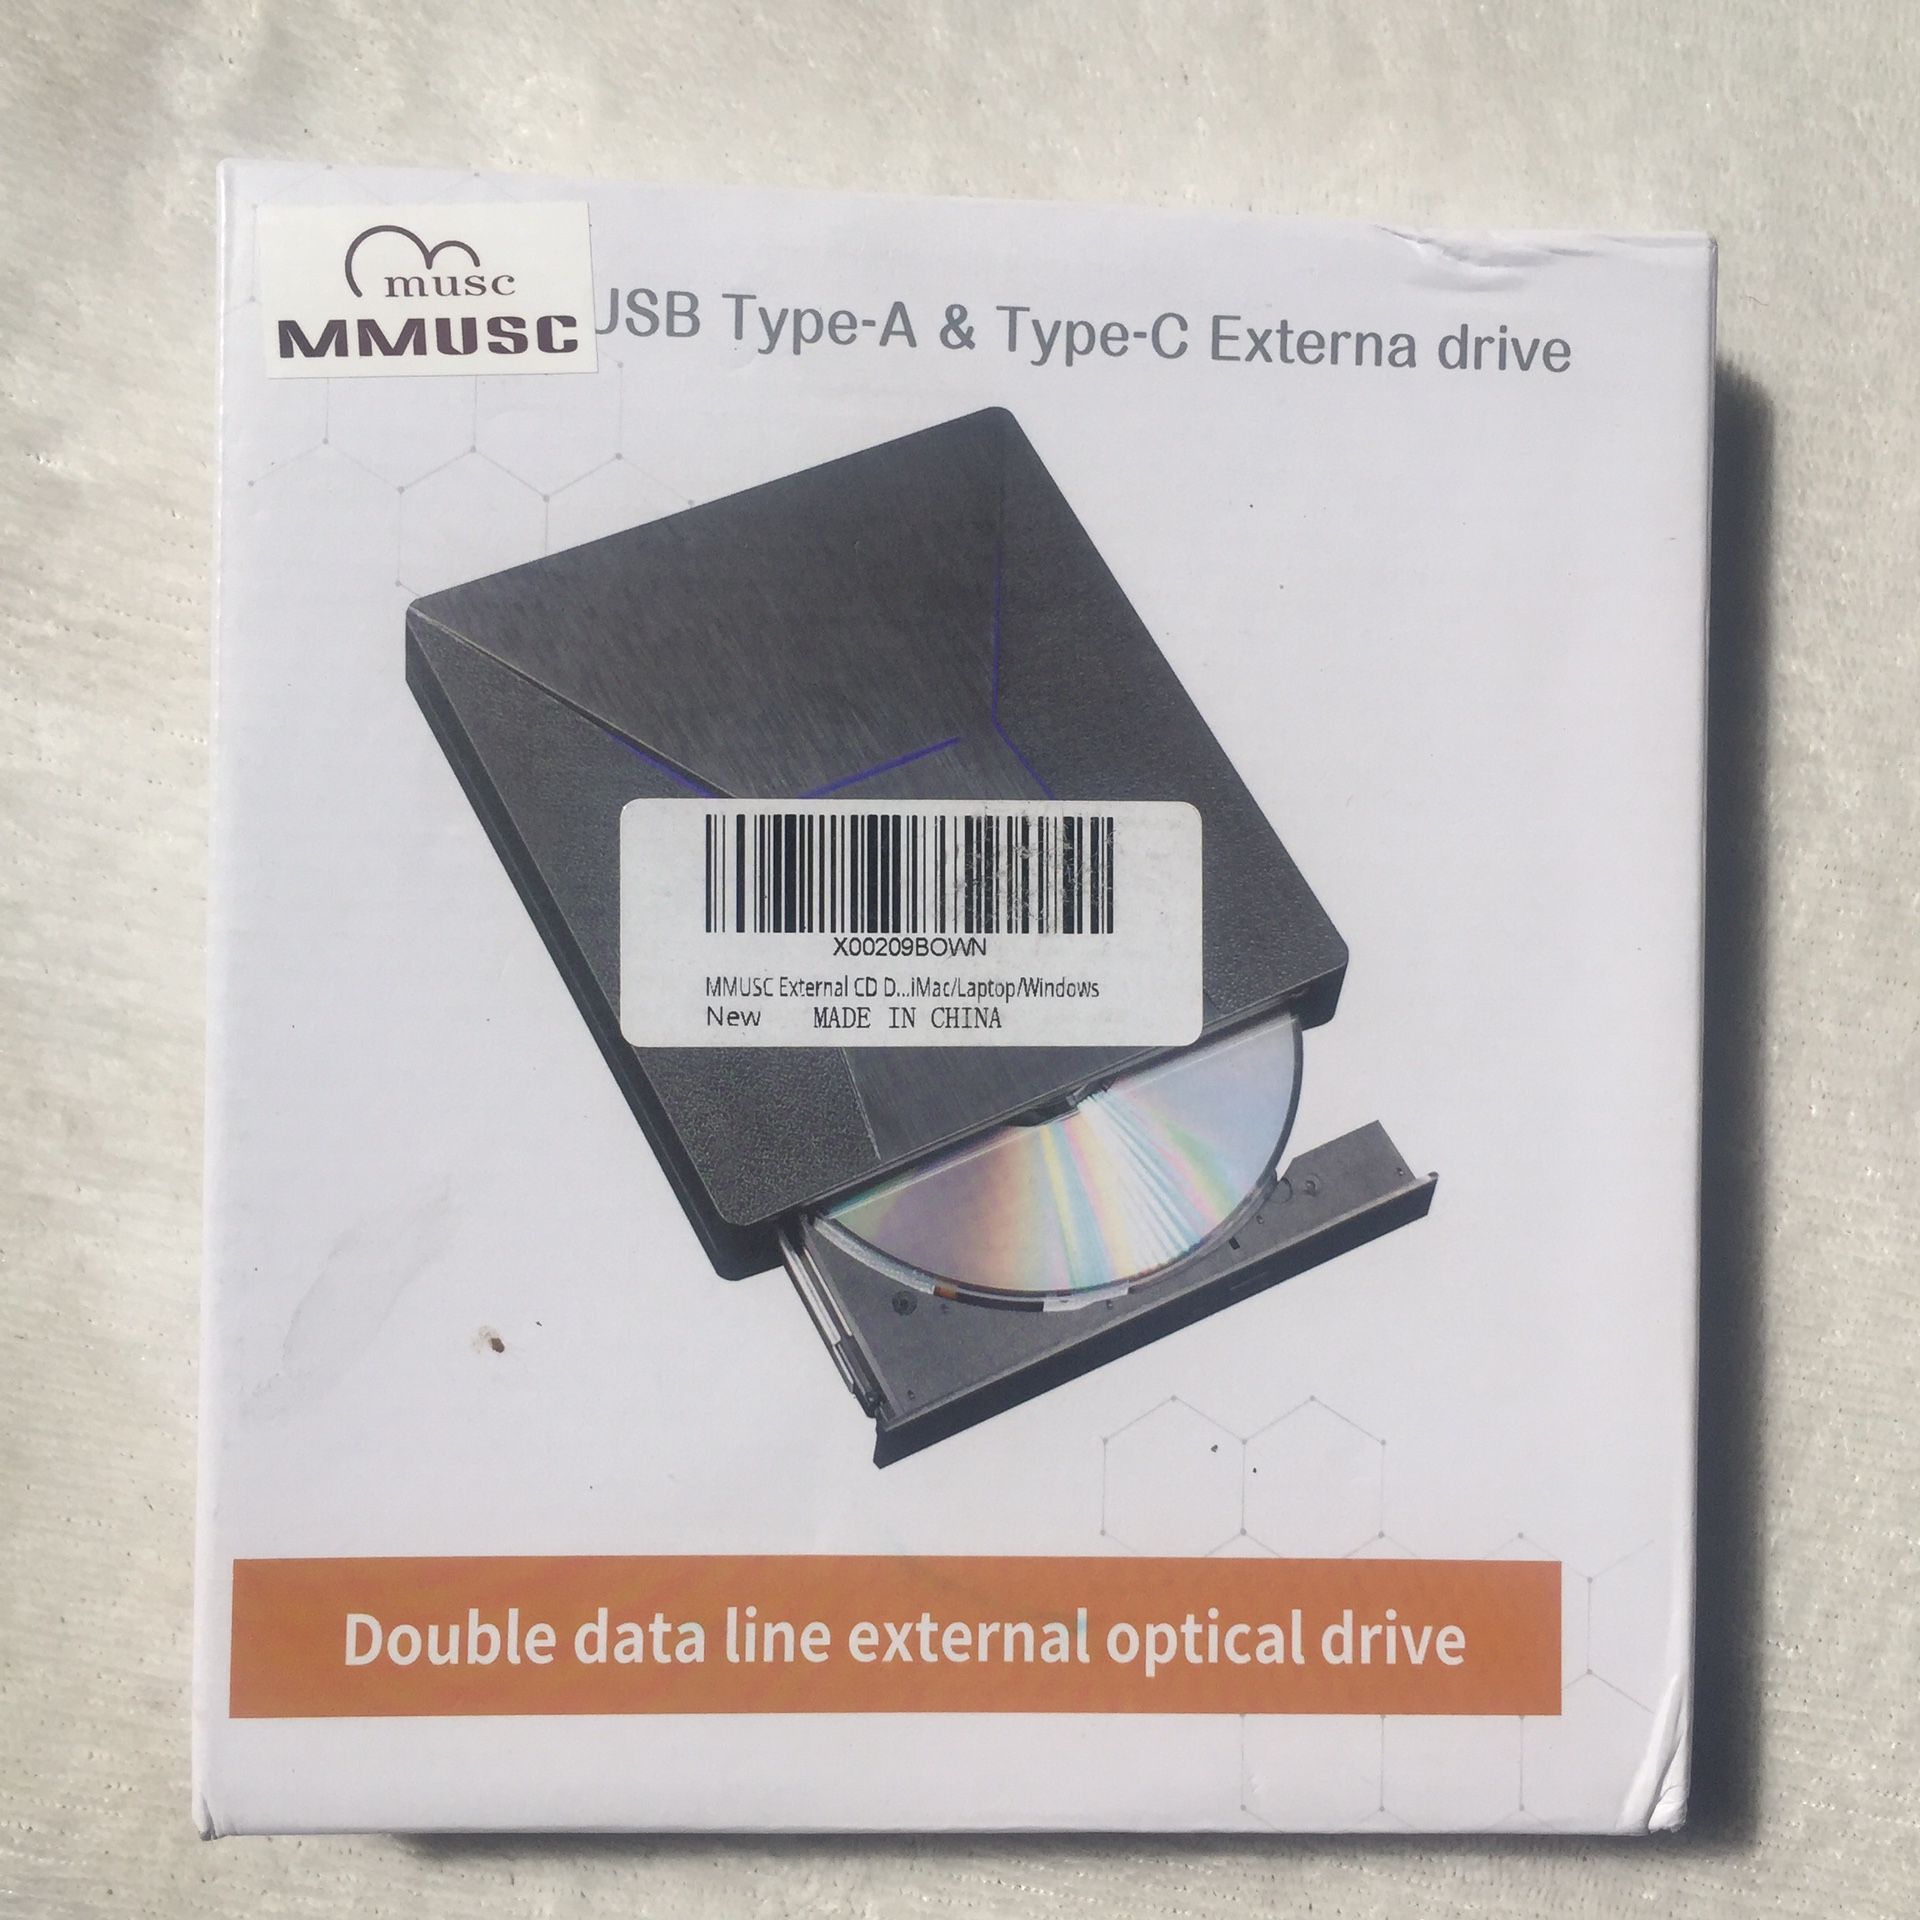 musc
MMUSC
USB Type-A & Type-C Externa drive
X00209BOWN
MMUSC External CD D...iMac/Laptop/Windows
New MADE IN CHINA
Double data line external optical drive